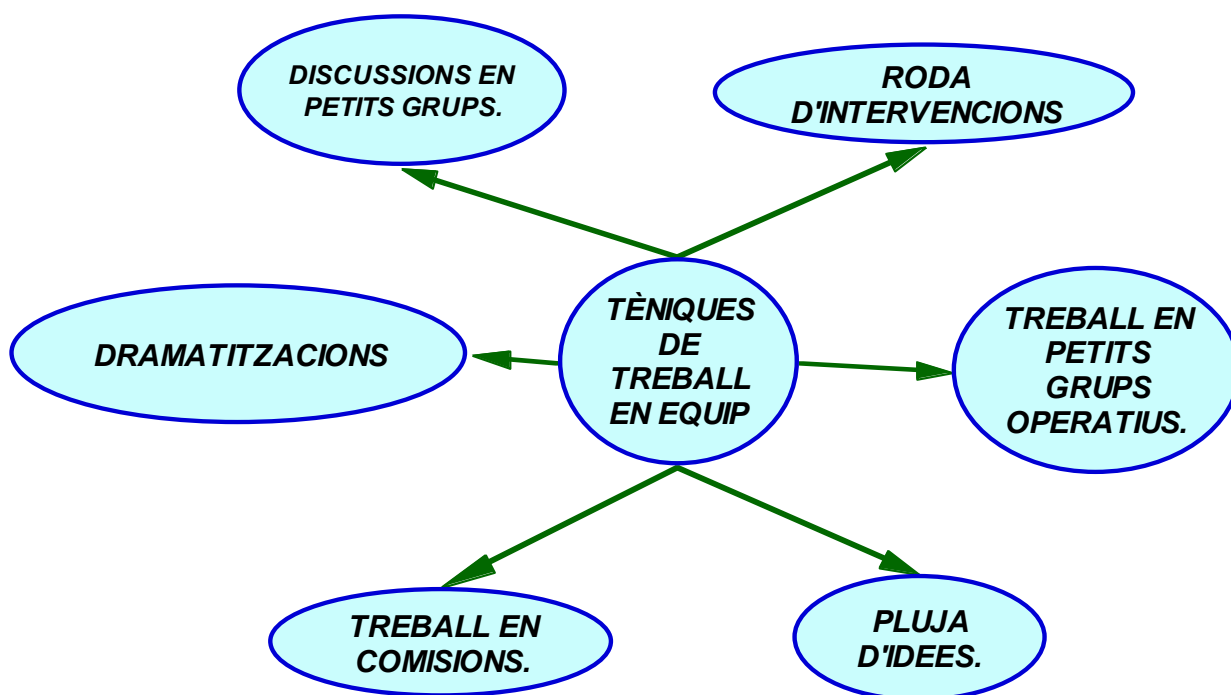 DISCUSSIONS EN
PETITS GRUPS.
RODA
D'INTERVENCIONS
DRAMATITZACIONS
TÈNIQUES
DE
TREBALL
EN EQUIP
TREBALL EN
PETITS
GRUPS
OPERATIUS.
TREBALL EN
COMISIONS.
PLUJA
D'IDEES.